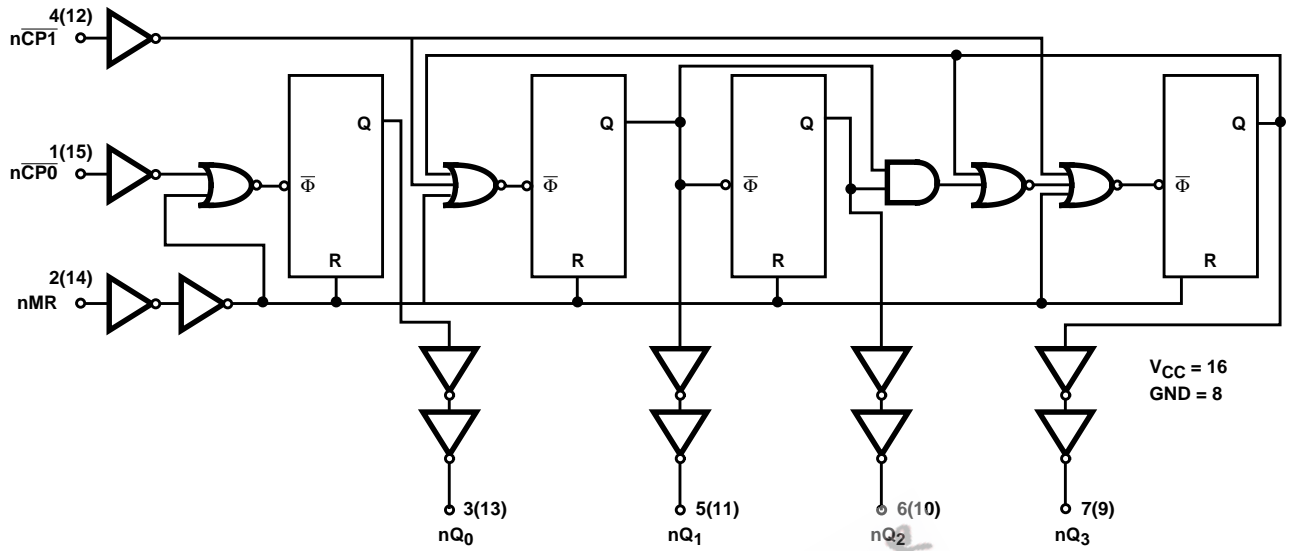 4(12)
nCP1
1(15)
nCP0
2(14)
nMR
Q
Φ
R
Q
Φ
R
Q
Φ
R
Q
Φ
R
VCC = 16
GND = 8
3(13)
nQ0
5(11)
nQ1
6(10)
nQ2
7(9)
nQ3